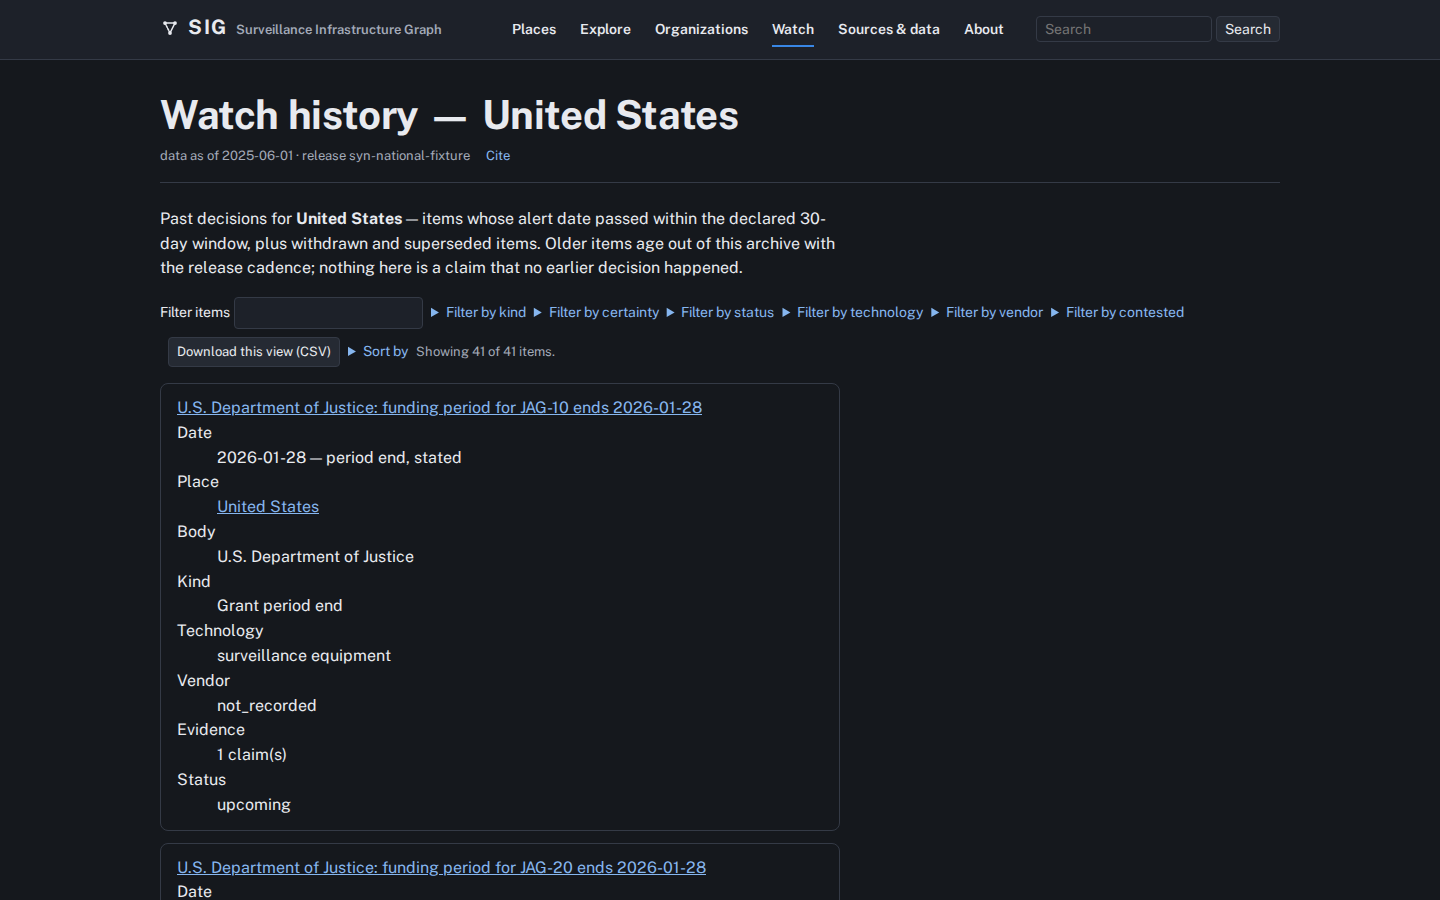 SIG Surveillance Infrastructure Graph Places Explore Organizations Watch Sources & data About Search Search
Watch history — United States
data as of 2025-06-01 · release syn-national-fixture Cite
Past decisions for United States — items whose alert date passed within the declared 30-
day window, plus withdrawn and superseded items. Older items age out of this archive with
the release cadence; nothing here is a claim that no earlier decision happened.
Filter items Filter by kind Filter by certainty Filter by status Filter by technology Filter by vendor Filter by contested
Download this view (CSV) Sort by Showing 41 of 41 items.
U.S. Department of Justice: funding period for JAG-10 ends 2026-01-28
Date
2026-01-28 — period end, stated
Place
United States
Body
U.S. Department of Justice
Kind
Grant period end
Technology
surveillance equipment
Vendor
not_recorded
Evidence
1 claim(s)
Status
upcoming
U.S. Department of Justice: funding period for JAG-20 ends 2026-01-28
Date